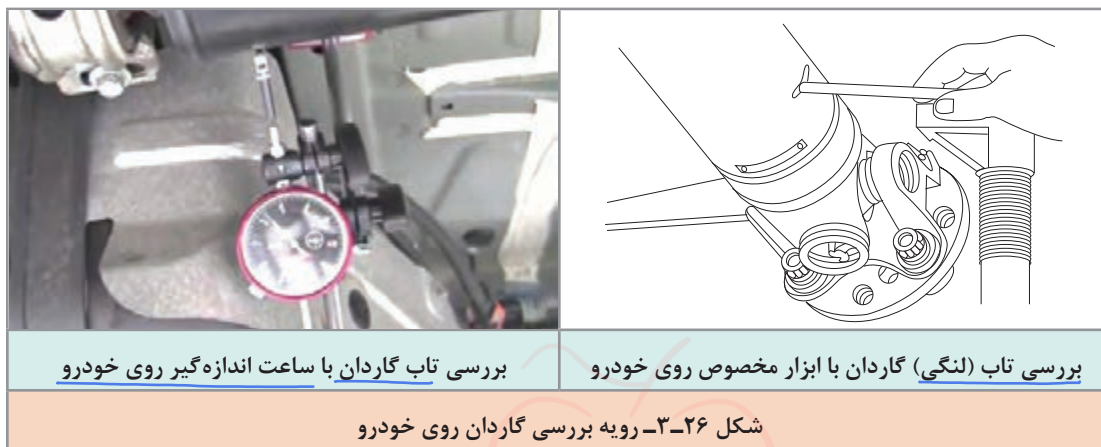 بررسی تاب (لنگی) گاردان با ابزار مخصوص روی خودرو
بررسی تاب گاردان با ساعت اندازه‌گیر روی خودرو
شکل ۲۶ـ۳ـ رویه بررسی گاردان روی خودرو